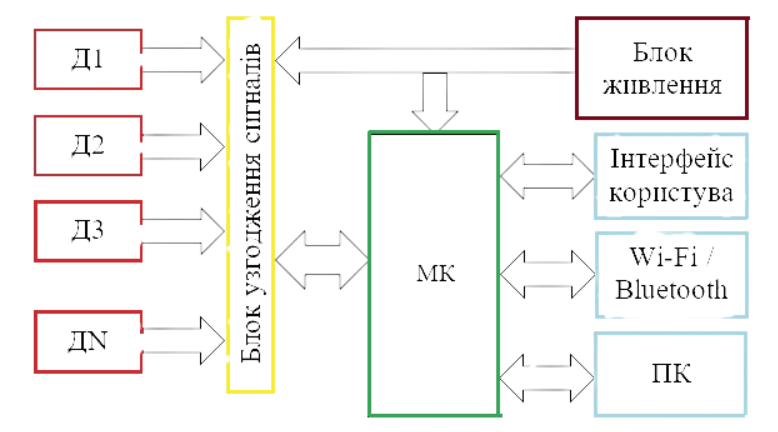 Д1
Д2
Д3
ДN
Блок узгодження сигналів
МК
Блок
живлення
Інтерфейс
користува
Wi-Fi /
Bluetooth
ПК